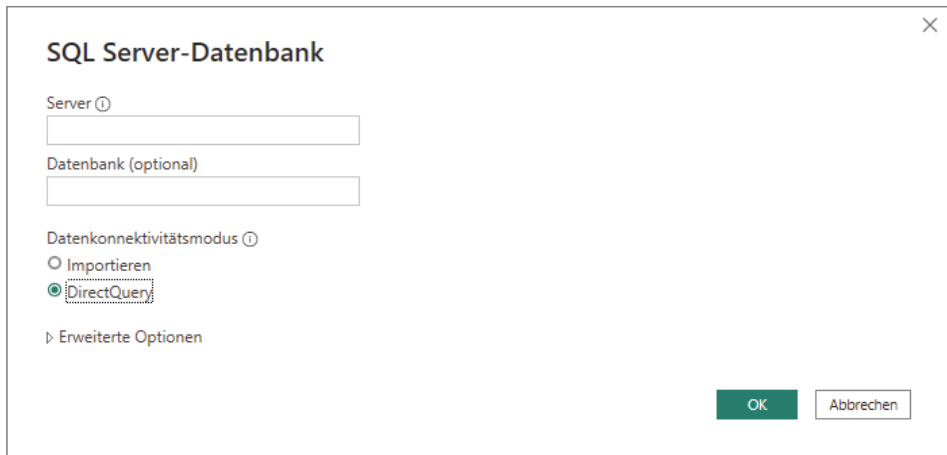 SQL Server-Datenbank
Server
Datenbank (optional)
Datenkonnektivitätsmodus
Importieren
DirectQuery
Erweiterte Optionen
OK Abbrechen